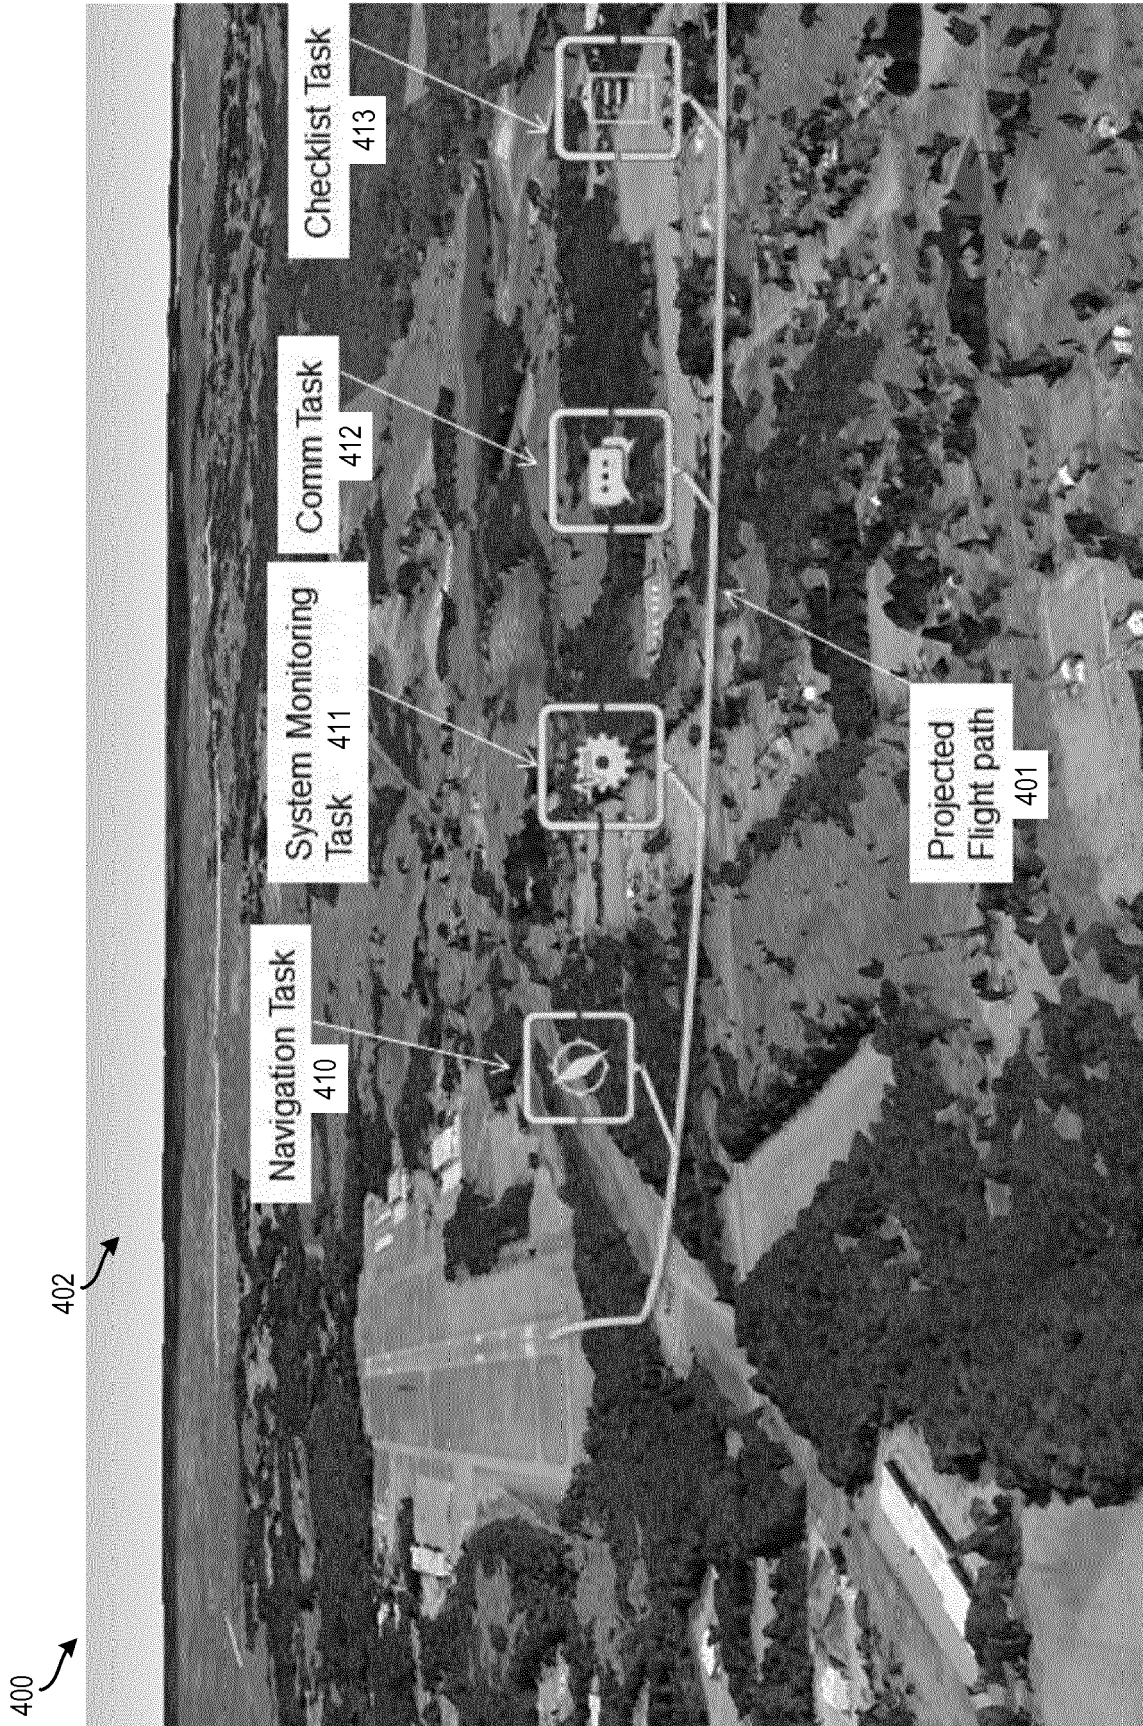 400
402
Navigation Task
410
System Monitoring
Task 411
Comm Task
412
Checklist Task
413
Projected
Flight path
401